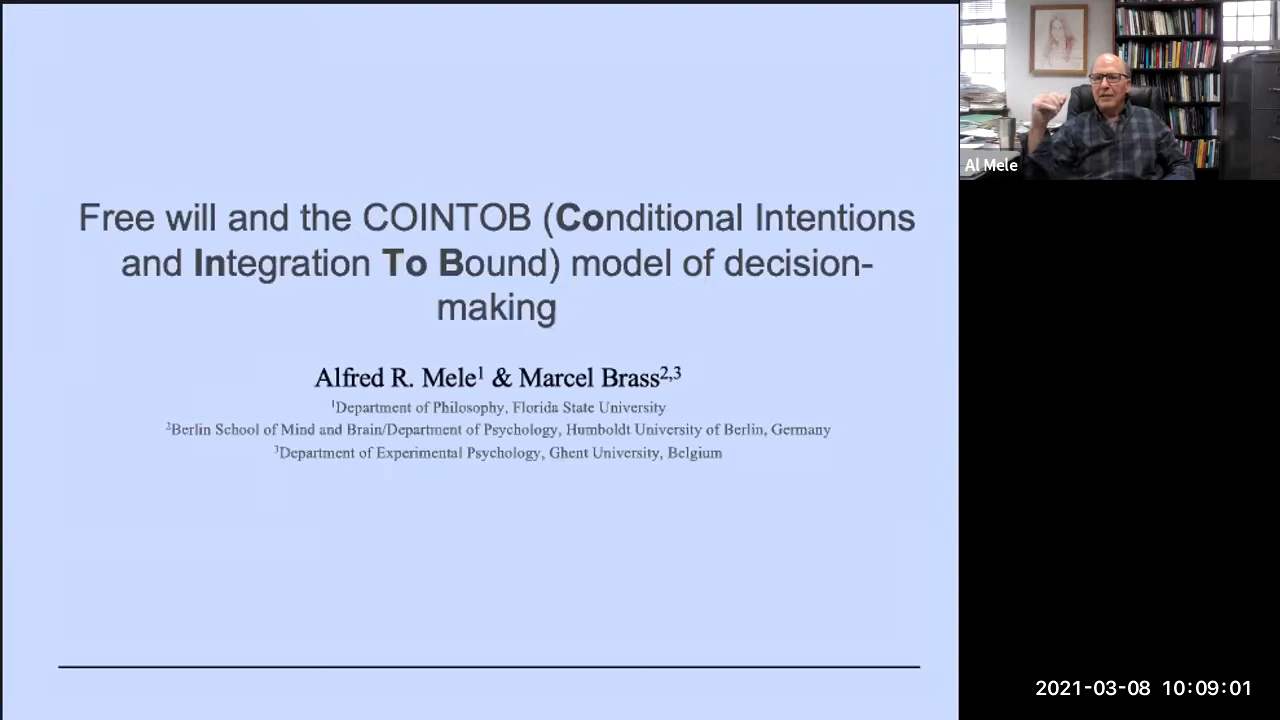 Free will and the COINTOB (Conditional Intentions
and Integration To Bound) model of decision-
making
Alfred R. Mele1 & Marcel Brass2,3
1Department of Philosophy, Florida State University
2Berlin School of Mind and Brain/Department of Psychology, Humboldt University of Berlin, Germany
3Department of Experimental Psychology, Ghent University, Belgium
Al Mele
2021-03-08 10:09:01